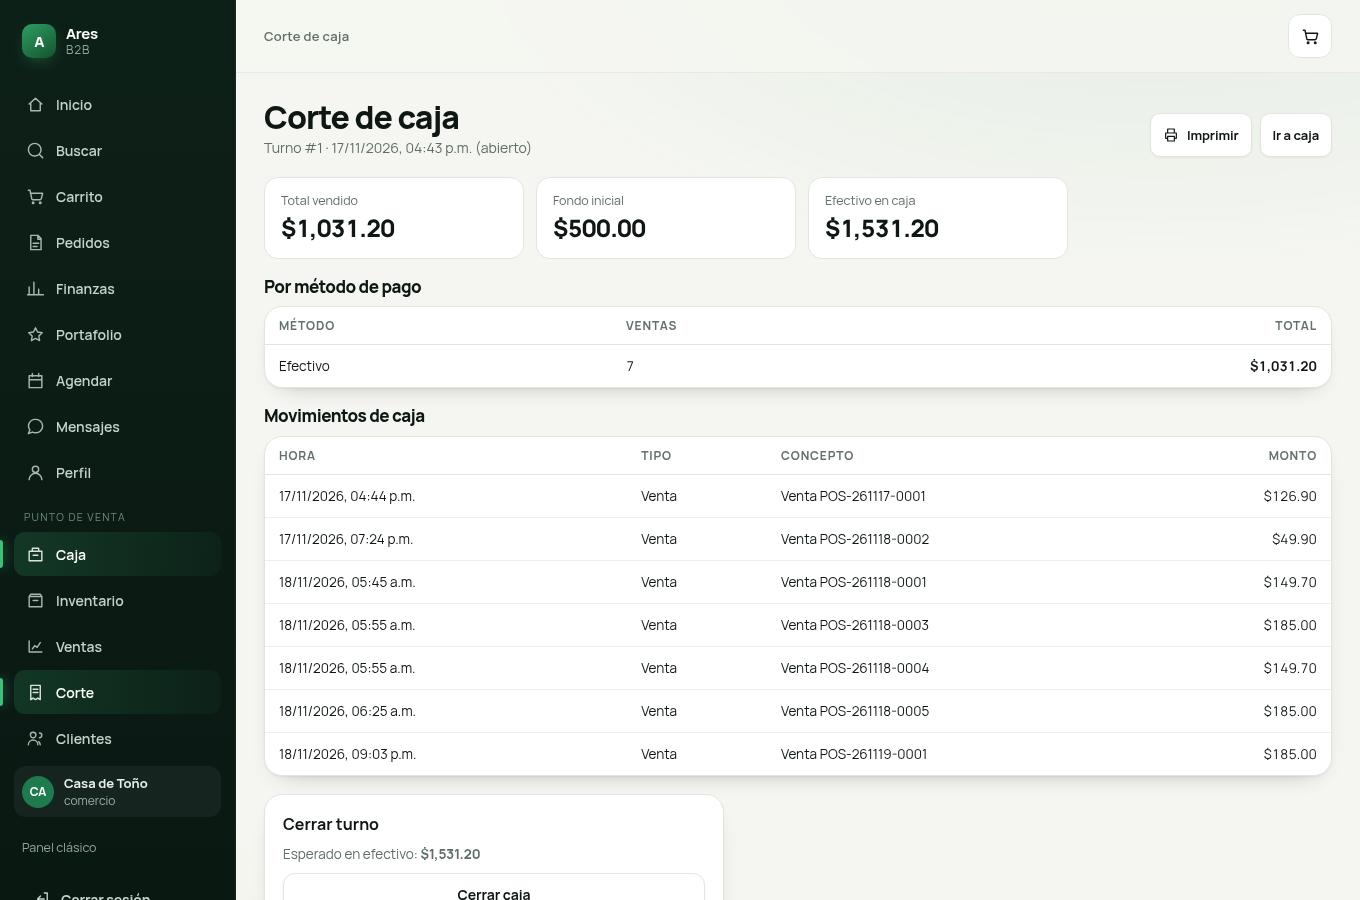 A
Ares
B2B
Inicio
Buscar
Carrito
Pedidos
Finanzas
Portafolio
Agendar
Mensajes
Perfil
PUNTO DE VENTA
Caja
Inventario
Ventas
Corte
Clientes
CA
Casa de Toño
comercio
Panel clásico
Cerrar sesión
Corte de caja
Corte de caja
Turno #1 · 17/11/2026, 04:43 p.m. (abierto)
Imprimir
Ir a caja
Total vendido
$1,031.20
Fondo inicial
$500.00
Efectivo en caja
$1,531.20
Por método de pago
MÉTODO VENTAS TOTAL
Efectivo 7 $1,031.20
Movimientos de caja
HORA TIPO CONCEPTO MONTO
17/11/2026, 04:44 p.m. Venta Venta POS-261117-0001 $126.90
17/11/2026, 07:24 p.m. Venta Venta POS-261118-0002 $49.90
18/11/2026, 05:45 a.m. Venta Venta POS-261118-0001 $149.70
18/11/2026, 05:55 a.m. Venta Venta POS-261118-0003 $185.00
18/11/2026, 05:55 a.m. Venta Venta POS-261118-0004 $149.70
18/11/2026, 06:25 a.m. Venta Venta POS-261118-0005 $185.00
18/11/2026, 09:03 p.m. Venta Venta POS-261119-0001 $185.00
Cerrar turno
Esperado en efectivo: $1,531.20
Cerrar caja